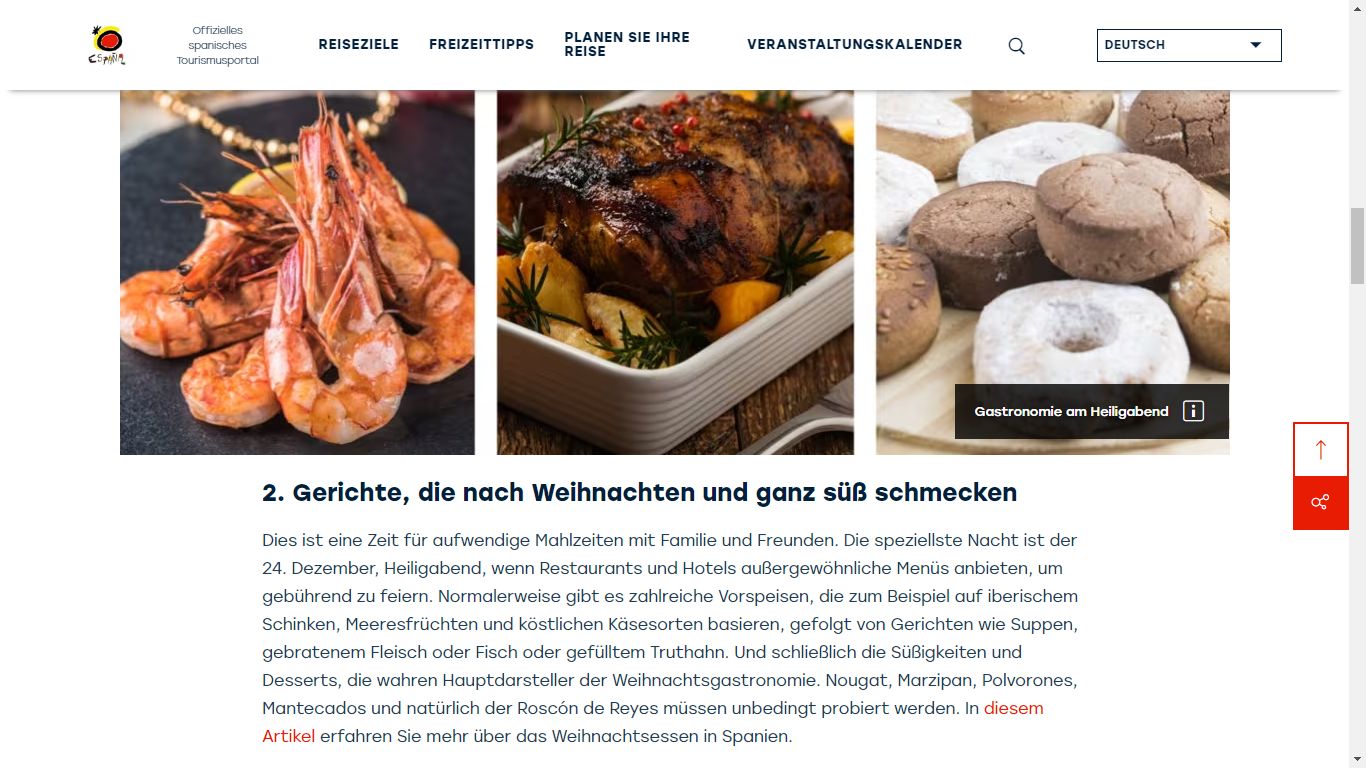 ESPAÑA
Offizielles
spanisches
Tourismusportal
REISEZIELE
FREIZEITTIPPS
PLANEN SIE IHRE
REISE
VERANSTALTUNGSKALENDER
DEUTSCH
Gastronomie am Heiligabend
2. Gerichte, die nach Weihnachten und ganz süß schmecken
Dies ist eine Zeit für aufwendige Mahlzeiten mit Familie und Freunden. Die speziellste Nacht ist der
24. Dezember, Heiligabend, wenn Restaurants und Hotels außergewöhnliche Menüs anbieten, um
gebührend zu feiern. Normalerweise gibt es zahlreiche Vorspeisen, die zum Beispiel auf iberischem
Schinken, Meeresfrüchten und köstlichen Käsesorten basieren, gefolgt von Gerichten wie Suppen,
gebratenem Fleisch oder Fisch oder gefülltem Truthahn. Und schließlich die Süßigkeiten und
Desserts, die wahren Hauptdarsteller der Weihnachtsgastronomie. Nougat, Marzipan, Polvorones,
Mantecados und natürlich der Roscón de Reyes müssen unbedingt probiert werden. In diesem
Artikel erfahren Sie mehr über das Weihnachtsessen in Spanien.